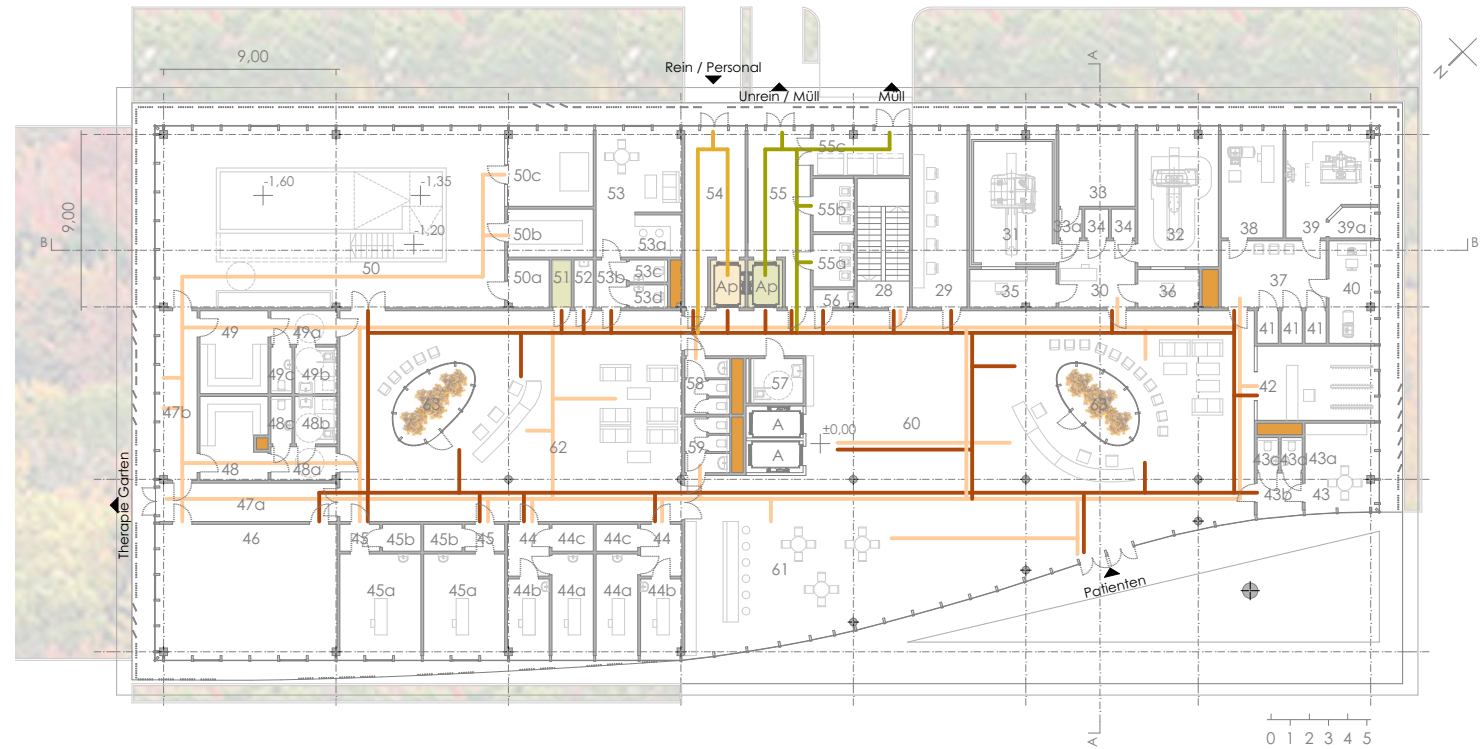 9,00
A
N
Rein / Personal
Unrein / Müll
Müll
9,00
-1,60
-1,35
-1,20
50
50c
50b
50a
51
52
53
53a
53b
53c
53d
54
55
55c
55b
55a
56
Ap
Ap
28
29
31
33
33a
34
34
32
35
30
36
38
39
39a
37
40
41
41
41
B
B
49
49a
49c
49b
47b
48c
48b
48
48a
47a
63
62
58
57
59
A
A
±0,00
60
63
42
43c
43d
43a
43b
43
Therapie Garten
46
45
45b
45b
45
44
44c
44c
44
45a
45a
44b
44a
44a
44b
61
Patienten
A
0 1 2 3 4 5